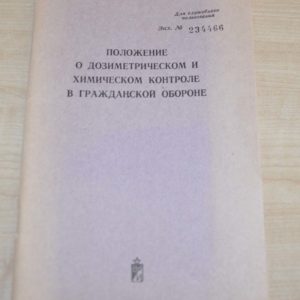 Для служебного
пользования
Экз. № 234466
ПОЛОЖЕНИЕ
О ДОЗИМЕТРИЧЕСКОМ И
ХИМИЧЕСКОМ КОНТРОЛЕ
В ГРАЖДАНСКОЙ ОБОРОНЕ